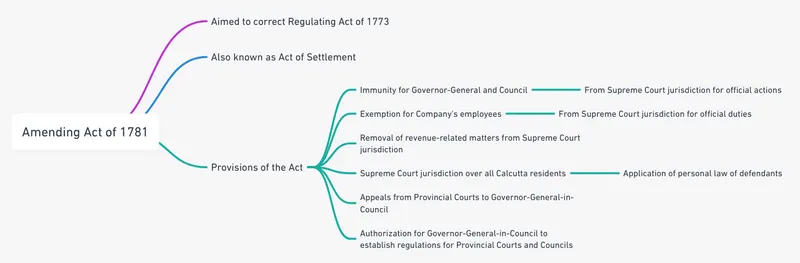 Aimed to correct Regulating Act of 1773
Also known as Act of Settlement
Amending Act of 1781
Provisions of the Act
Immunity for Governor-General and Council
From Supreme Court jurisdiction for official actions
Exemption for Company's employees
From Supreme Court jurisdiction for official duties
Removal of revenue-related matters from Supreme Court
jurisdiction
Supreme Court jurisdiction over all Calcutta residents
Application of personal law of defendants
Appeals from Provincial Courts to Governor-General-in-
Council
Authorization for Governor-General-in-Council to
establish regulations for Provincial Courts and Councils